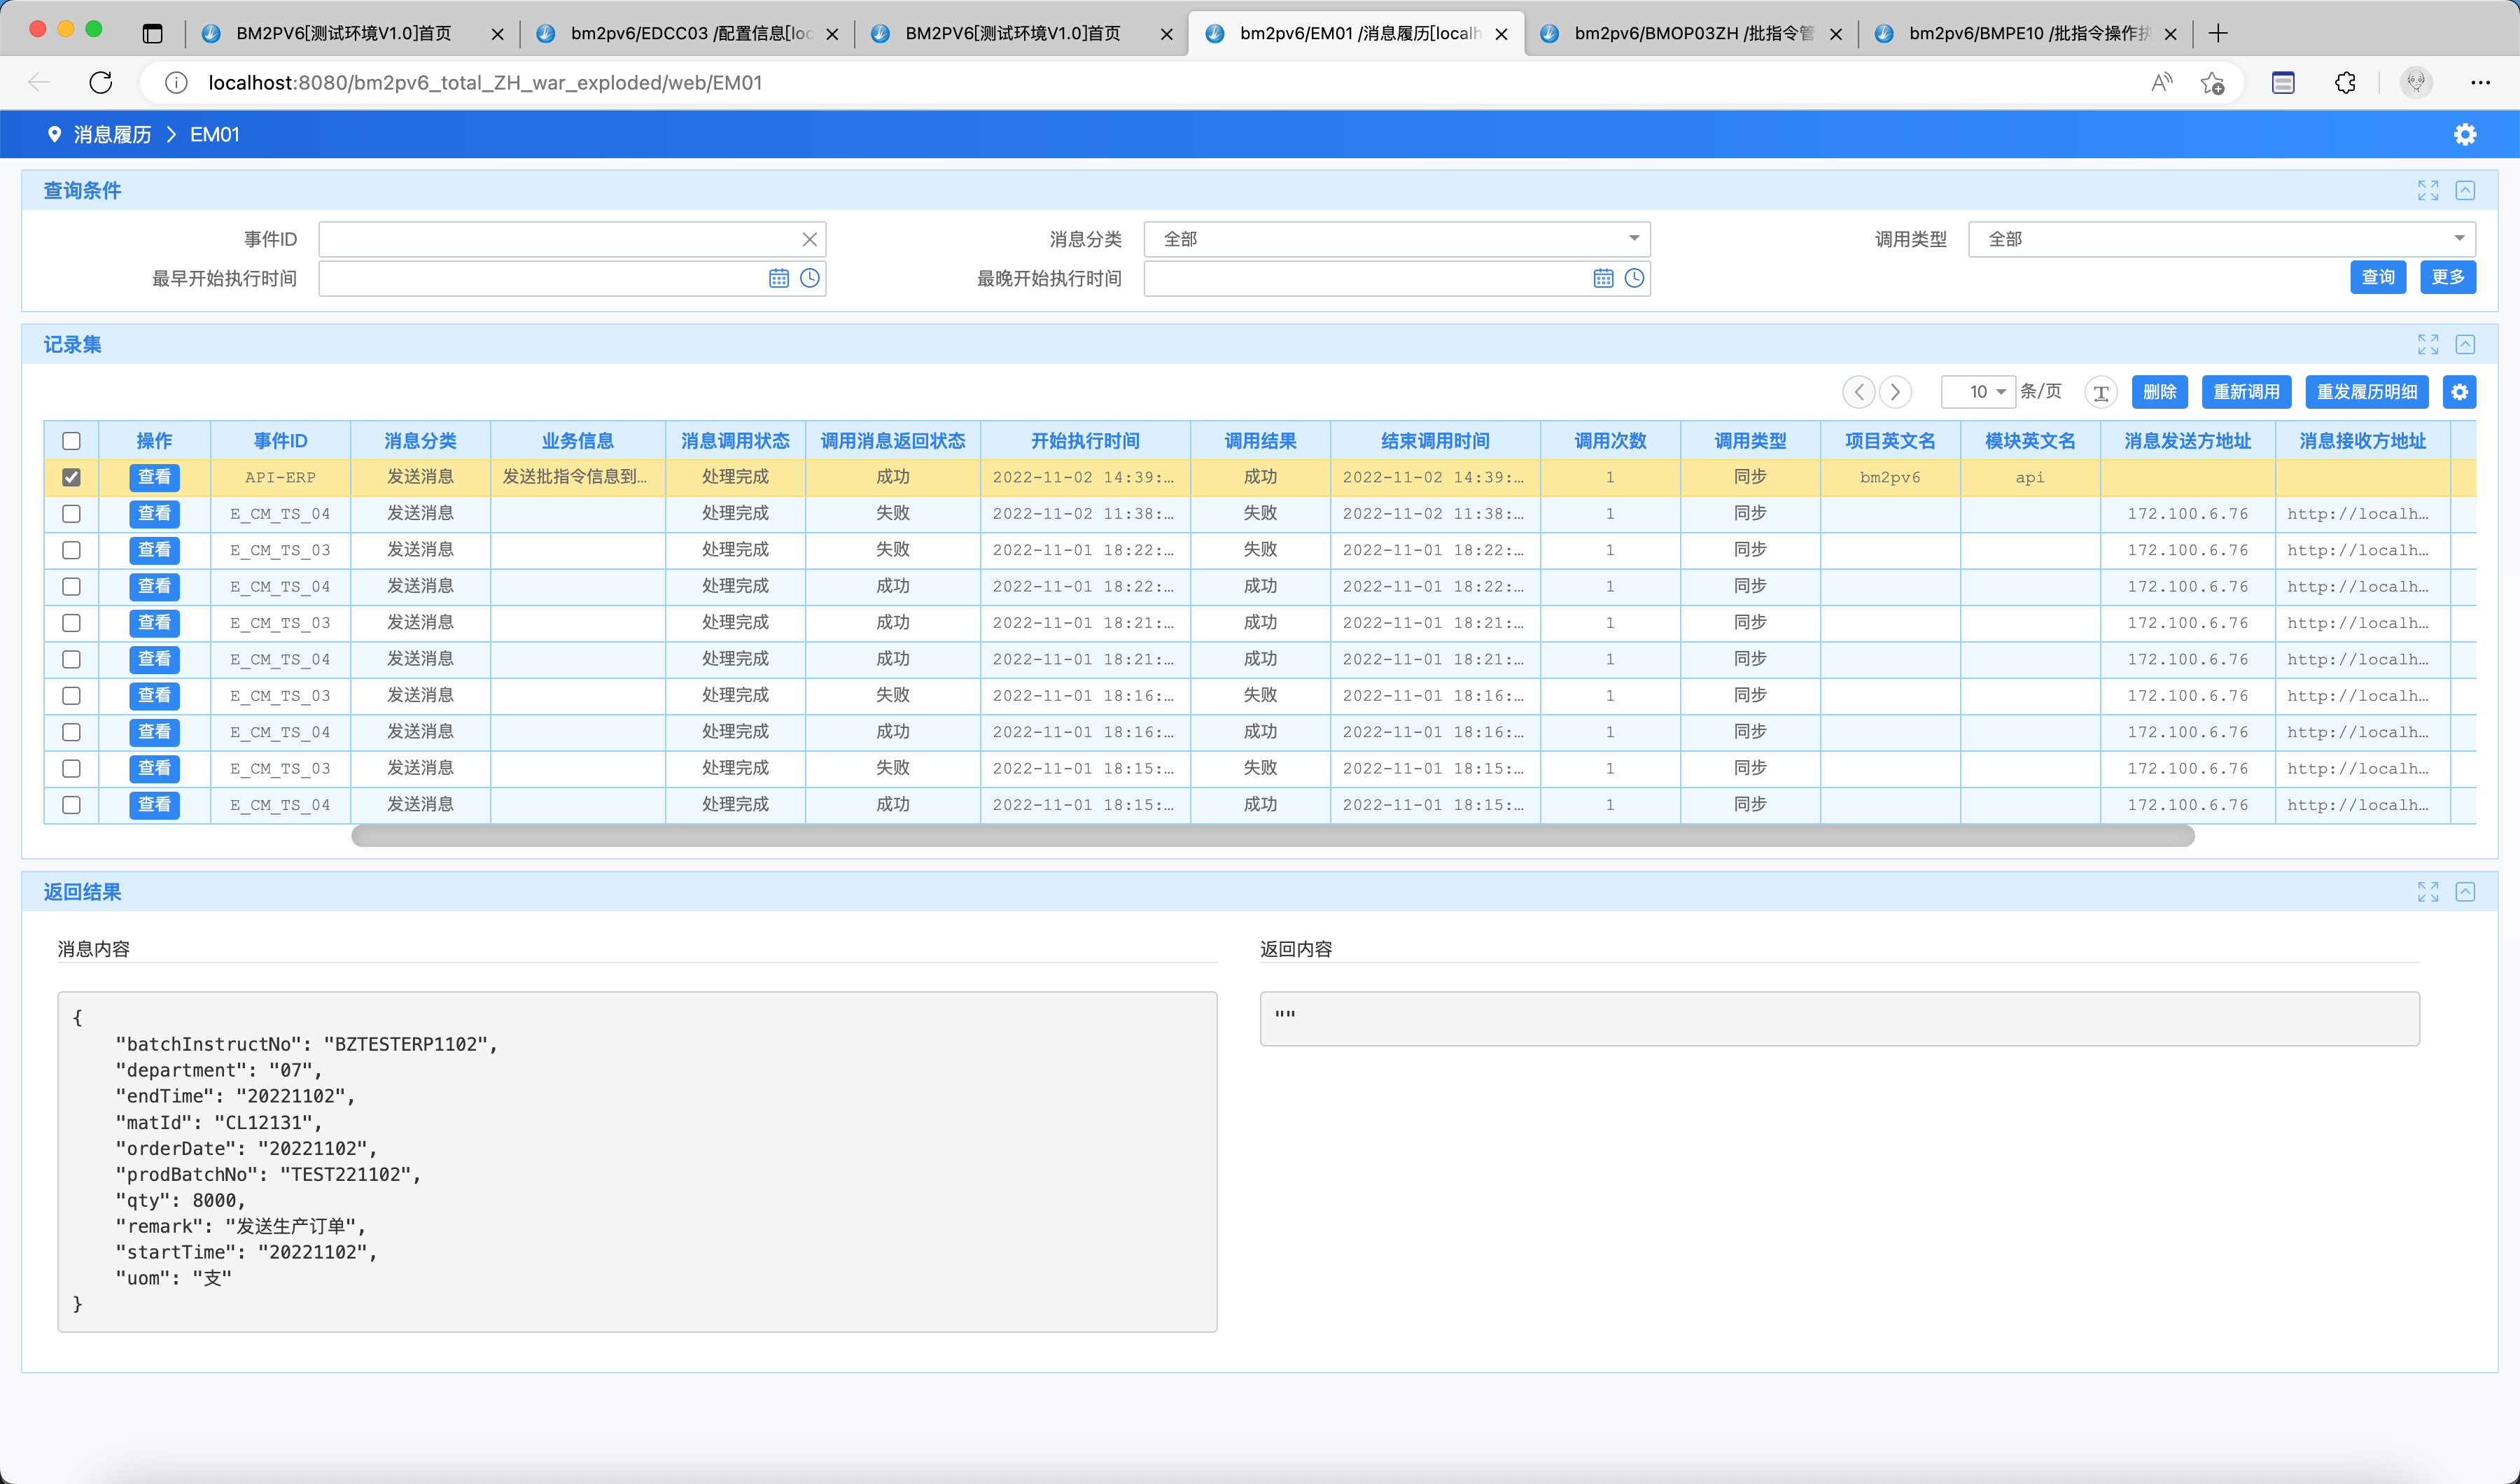 BM2PV6[测试环境V1.0]首页
bm2pv6/EDCC03 /配置信息[loc
BM2PV6[测试环境V1.0]首页
bm2pv6/EM01 /消息履历[localh
bm2pv6/BMOP03ZH /批指令管
bm2pv6/BMPE10 /批指令操作执
localhost:8080/bm2pv6_total_ZH_war_exploded/web/EM01
消息履历 > EM01
查询条件
事件ID
消息分类 全部
调用类型 全部
最早开始执行时间
最晚开始执行时间
查询 更多
记录集
10 条/页 删除 重新调用 重发履历明细
操作 事件ID 消息分类 业务信息 消息调用状态 调用消息返回状态 开始执行时间 调用结果 结束调用时间 调用次数 调用类型 项目英文名 模块英文名 消息发送方地址 消息接收方地址
查看 API-ERP 发送消息 发送批指令信息到... 处理完成 成功 2022-11-02 14:39:... 成功 2022-11-02 14:39:... 1 同步 bm2pv6 api
查看 E_CM_TS_04 发送消息 处理完成 失败 2022-11-02 11:38:... 失败 2022-11-02 11:38:... 1 同步 172.100.6.76 http://localh...
查看 E_CM_TS_03 发送消息 处理完成 失败 2022-11-01 18:22:... 失败 2022-11-01 18:22:... 1 同步 172.100.6.76 http://localh...
查看 E_CM_TS_04 发送消息 处理完成 成功 2022-11-01 18:22:... 成功 2022-11-01 18:22:... 1 同步 172.100.6.76 http://localh...
查看 E_CM_TS_03 发送消息 处理完成 成功 2022-11-01 18:21:... 成功 2022-11-01 18:21:... 1 同步 172.100.6.76 http://localh...
查看 E_CM_TS_04 发送消息 处理完成 成功 2022-11-01 18:21:... 成功 2022-11-01 18:21:... 1 同步 172.100.6.76 http://localh...
查看 E_CM_TS_03 发送消息 处理完成 失败 2022-11-01 18:16:... 失败 2022-11-01 18:16:... 1 同步 172.100.6.76 http://localh...
查看 E_CM_TS_04 发送消息 处理完成 成功 2022-11-01 18:16:... 成功 2022-11-01 18:16:... 1 同步 172.100.6.76 http://localh...
查看 E_CM_TS_03 发送消息 处理完成 失败 2022-11-01 18:15:... 失败 2022-11-01 18:15:... 1 同步 172.100.6.76 http://localh...
查看 E_CM_TS_04 发送消息 处理完成 成功 2022-11-01 18:15:... 成功 2022-11-01 18:15:... 1 同步 172.100.6.76 http://localh...
返回结果
消息内容
{
"batchInstructNo": "BZTESTERP1102",
"department": "07",
"endTime": "20221102",
"matId": "CL12131",
"orderDate": "20221102",
"prodBatchNo": "TEST221102",
"qty": 8000,
"remark": "发送生产订单",
"startTime": "20221102",
"uom": "支"
}
返回内容
""